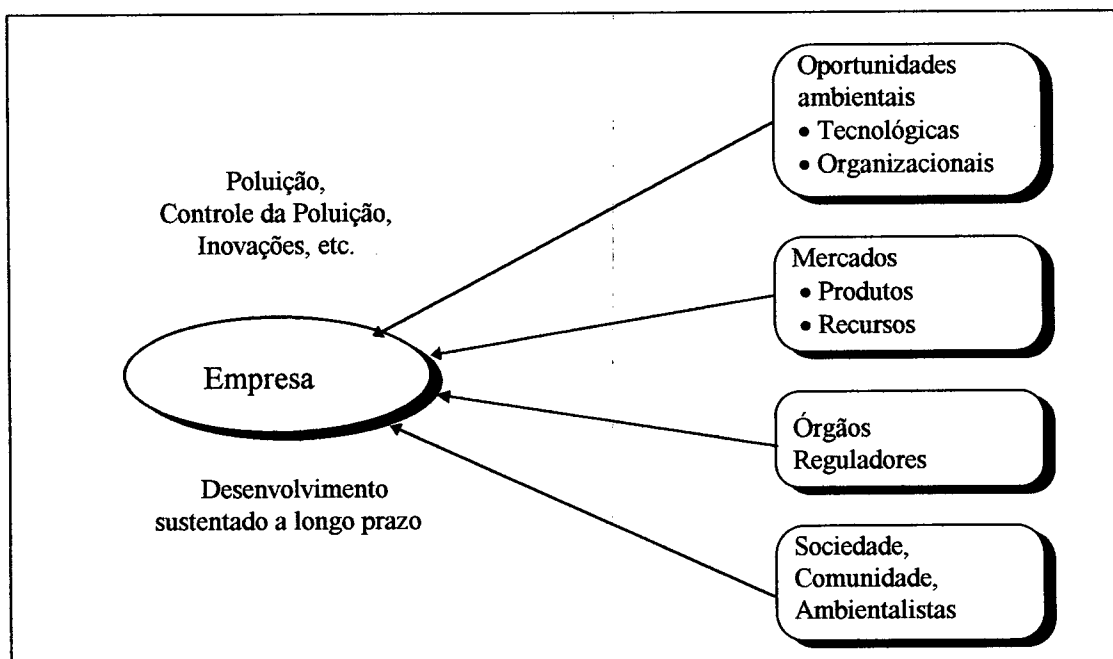 Poluição,
Controle da Poluição,
Inovações, etc.
Empresa
Desenvolvimento
sustentado a longo prazo
Oportunidades
ambientais
• Tecnológicas
• Organizacionais
Mercados
• Produtos
• Recursos
Órgãos
Reguladores
Sociedade,
Comunidade,
Ambientalistas